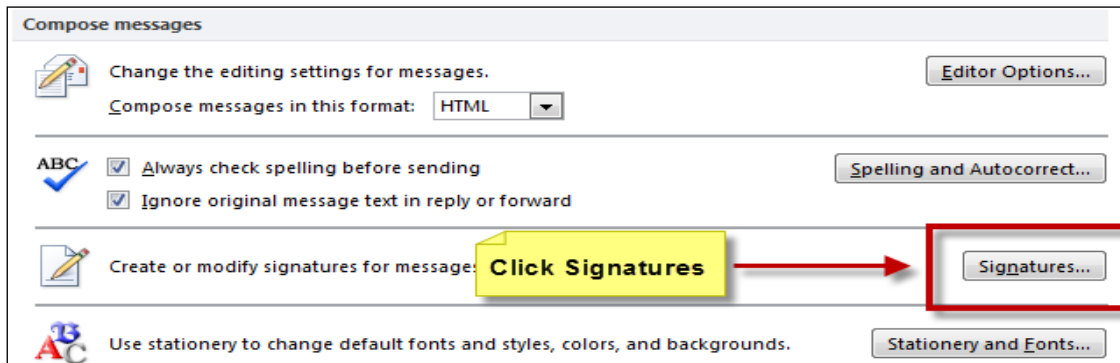 Compose messages
Change the editing settings for messages.
Editor Options...
Compose messages in this format: HTML
ABC
Always check spelling before sending
Spelling and Autocorrect...
Ignore original message text in reply or forward
Create or modify signatures for messages
Click Signatures
Signatures...
ABC
Use stationery to change default fonts and styles, colors, and backgrounds.
Stationery and Fonts...